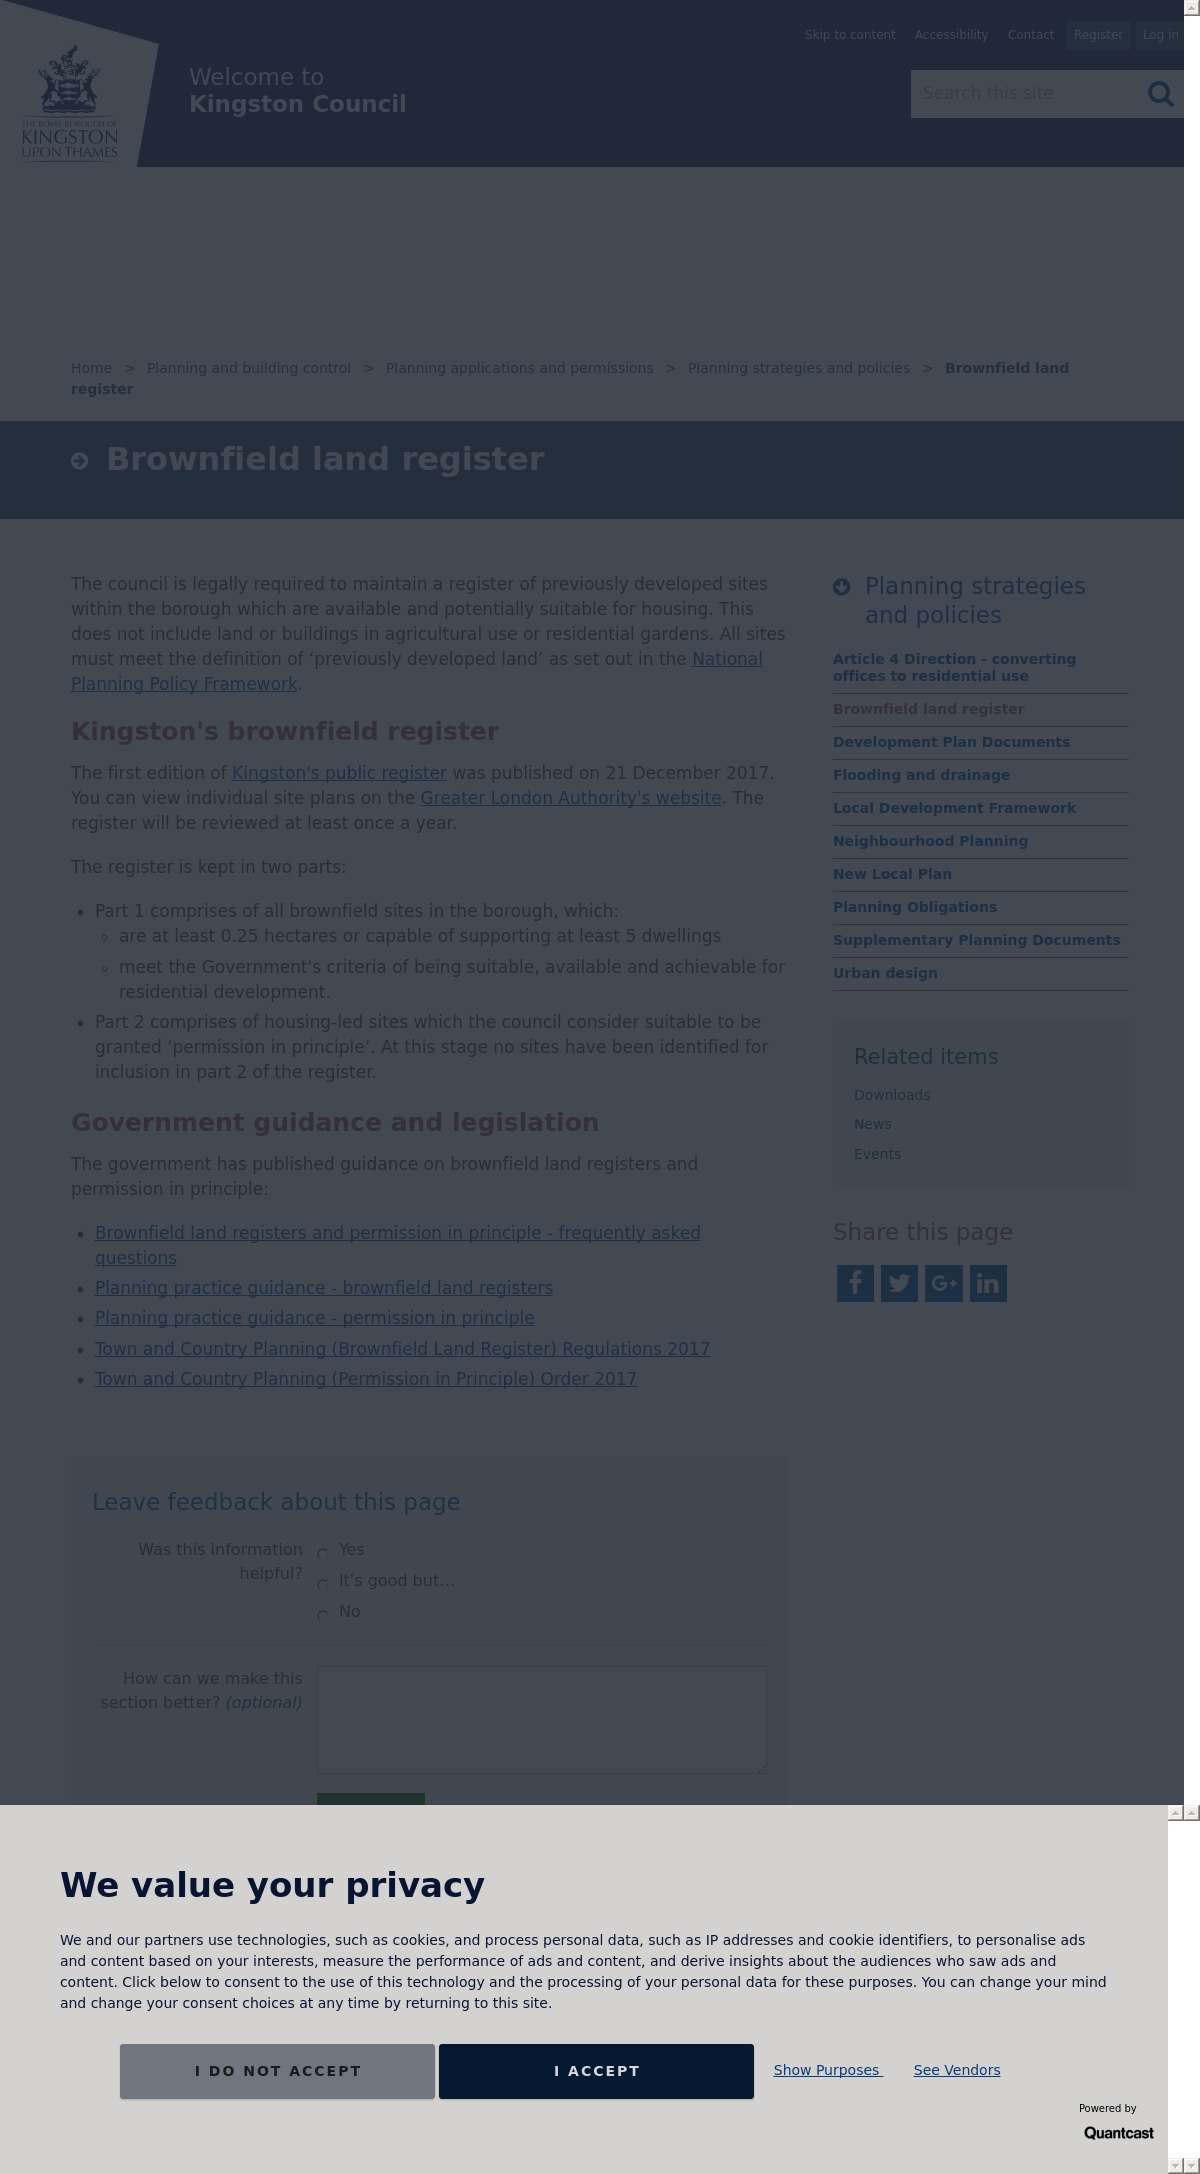 Skip to content Accessibility Contact Register Log in
Welcome to
Kingston Council
Search this site
THE ROYAL BOROUGH OF
KINGSTON
UPON THAMES
Home > Planning and building control > Planning applications and permissions > Planning strategies and policies > Brownfield land
register
Brownfield land register
The council is legally required to maintain a register of previously developed sites
within the borough which are available and potentially suitable for housing. This
does not include land or buildings in agricultural use or residential gardens. All sites
must meet the definition of ‘previously developed land’ as set out in the National
Planning Policy Framework.
Kingston's brownfield register
The first edition of Kingston's public register was published on 21 December 2017.
You can view individual site plans on the Greater London Authority's website. The
register will be reviewed at least once a year.
The register is kept in two parts:
• Part 1 comprises of all brownfield sites in the borough, which:
◦ are at least 0.25 hectares or capable of supporting at least 5 dwellings
◦ meet the Government's criteria of being suitable, available and achievable for
residential development.
• Part 2 comprises of housing-led sites which the council consider suitable to be
granted ‘permission in principle’. At this stage no sites have been identified for
inclusion in part 2 of the register.
Government guidance and legislation
The government has published guidance on brownfield land registers and
permission in principle:
• Brownfield land registers and permission in principle - frequently asked
questions
• Planning practice guidance - brownfield land registers
• Planning practice guidance - permission in principle
• Town and Country Planning (Brownfield Land Register) Regulations 2017
• Town and Country Planning (Permission in Principle) Order 2017
Planning strategies
and policies
Article 4 Direction - converting
offices to residential use
Brownfield land register
Development Plan Documents
Flooding and drainage
Local Development Framework
Neighbourhood Planning
New Local Plan
Planning Obligations
Supplementary Planning Documents
Urban design
Related items
Downloads
News
Events
Share this page
Leave feedback about this page
Was this information
helpful?
Yes
It's good but...
No
How can we make this
section better? (optional)
We value your privacy
We and our partners use technologies, such as cookies, and process personal data, such as IP addresses and cookie identifiers, to personalise ads
and content based on your interests, measure the performance of ads and content, and derive insights about the audiences who saw ads and
content. Click below to consent to the use of this technology and the processing of your personal data for these purposes. You can change your mind
and change your consent choices at any time by returning to this site.
I DO NOT ACCEPT I ACCEPT Show Purposes See Vendors
Powered by
Quantcast